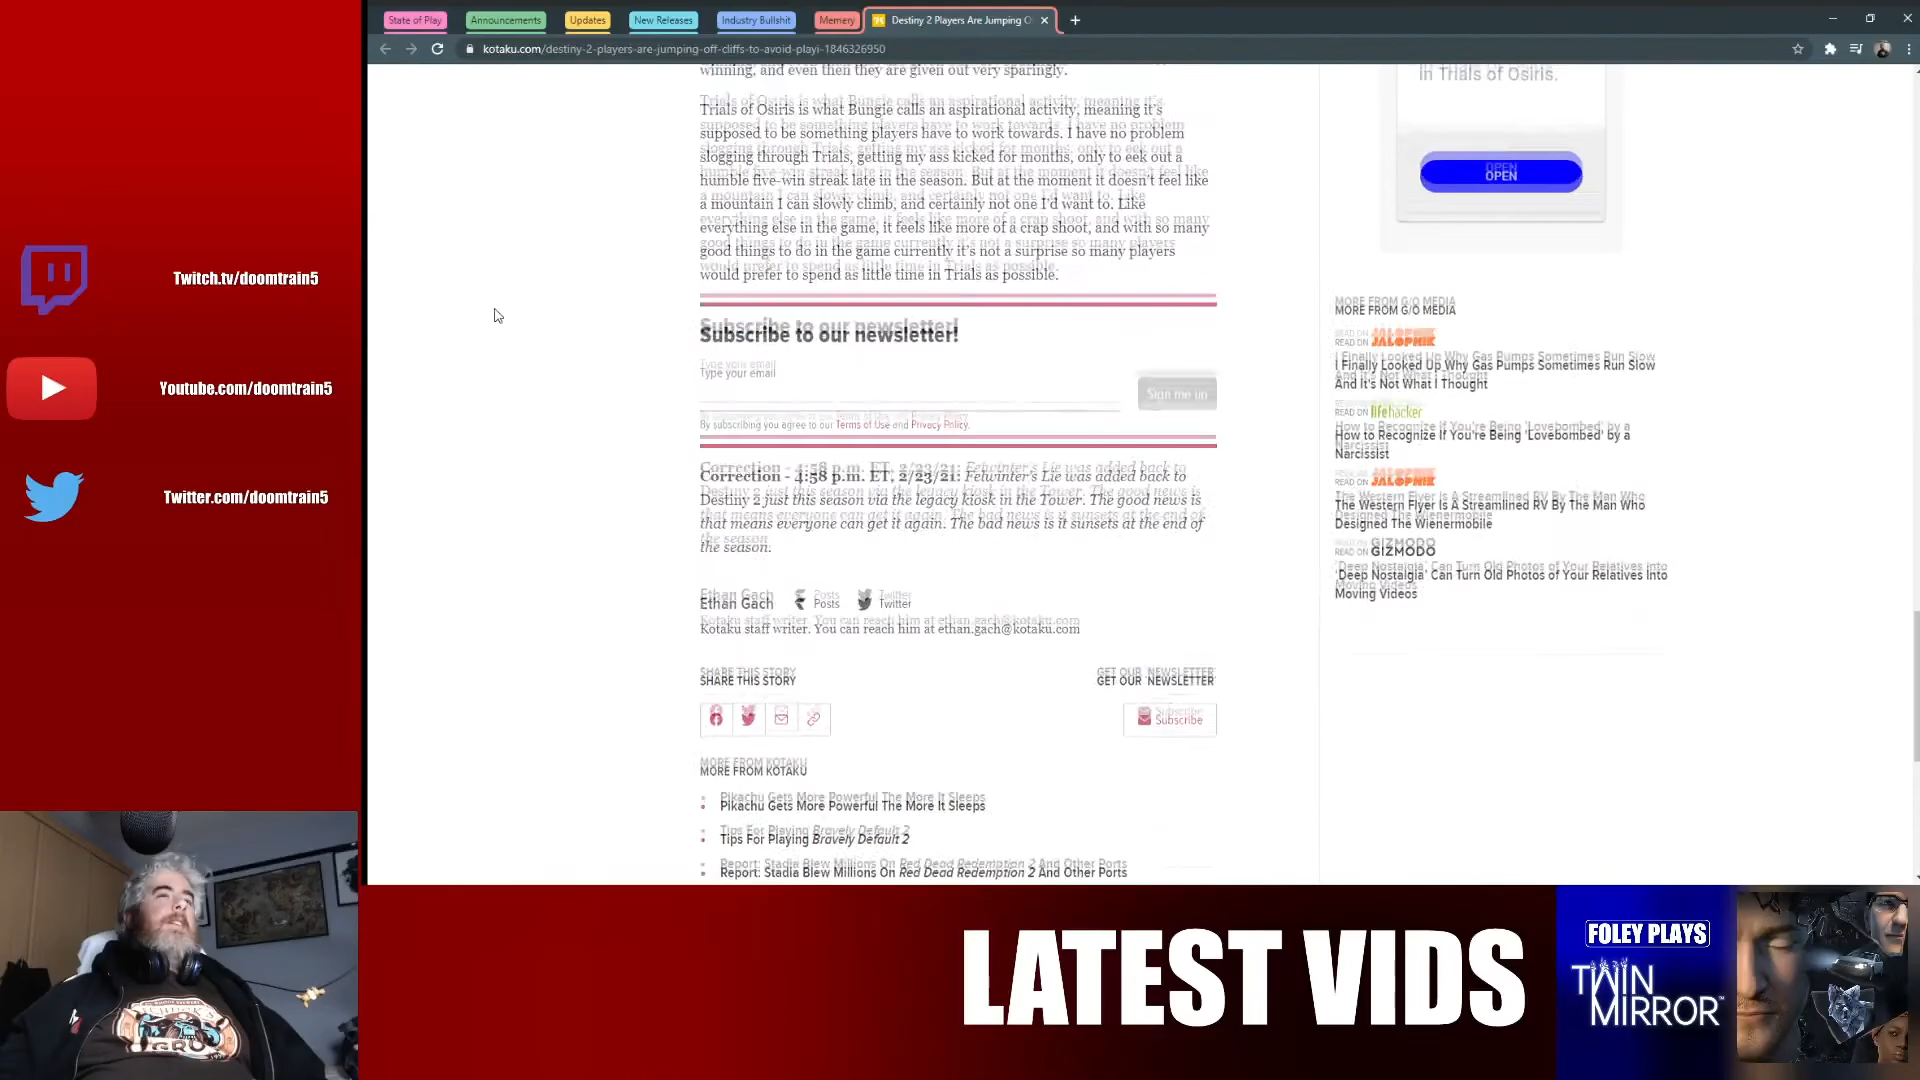 State of Play
Announcements
Updates
New Releases
Industry Bullshit
Memery
Destiny 2 Players Are Jumping O
kotaku.com/destiny-2-players-are-jumping-off-cliffs-to-avoid-playi-1846326950
winning, and even then they are given out very sparingly.
Trials of Osiris is what Bungie calls an aspirational activity, meaning it's
supposed to be something players have to work towards. I have no problem
slogging through Trials, getting my ass kicked for months, only to eek out a
humble five-win streak late in the season. But at the moment it doesn't feel like
a mountain I can slowly climb, and certainly not one I'd want to. Like
everything else in the game, it feels like more of a crap shoot, and with so many
good things to do in the game currently it's not a surprise so many players
would prefer to spend as little time in Trials as possible.
Subscribe to our newsletter!
Type your email
Sign me up
By subscribing you agree to our Terms of Use and Privacy Policy.
Correction - 4:58 p.m. ET, 2/23/21: Felwinter's Lie was added back to
Destiny 2 just this season via the legacy kiosk in the Tower. The good news is
that means everyone can get it again. The bad news is it sunsets at the end of
the season.
Ethan Gach
Posts
Twitter
Kotaku staff writer. You can reach him at ethan.gach@kotaku.com
SHARE THIS STORY
GET OUR NEWSLETTER
Subscribe
MORE FROM KOTAKU
Pikachu Gets More Powerful The More It Sleeps
Tips For Playing Bravely Default 2
Report: Stadia Blew Millions On Red Dead Redemption 2 And Other Ports
in Trials of Osiris.
OPEN
MORE FROM G/O MEDIA
READ ON JALOPNIK
I Finally Looked Up Why Gas Pumps Sometimes Run Slow
And It's Not What I Thought
READ ON lifehacker
How to Recognize If You're Being 'Lovebombed' by a
Narcissist
READ ON JALOPNIK
The Western Flyer Is A Streamlined RV By The Man Who
Designed The Wienermobile
READ ON GIZMODO
'Deep Nostalgia' Can Turn Old Photos of Your Relatives Into
Moving Videos
Twitch.tv/doomtrain5
Youtube.com/doomtrain5
Twitter.com/doomtrain5
LATEST VIDS
FOLEY PLAYS
TWIN
MIRROR™